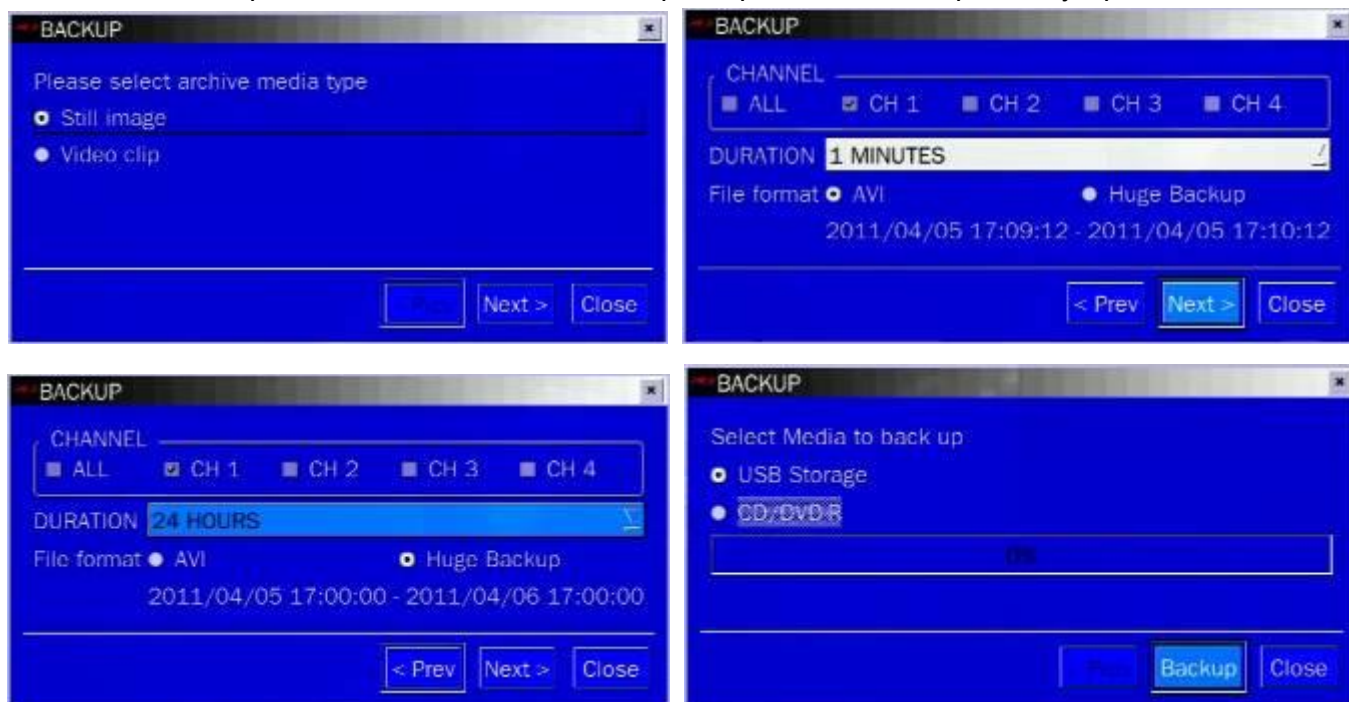 BACKUP
Please select archive media type
Still image
Video clip
Next > Close
BACKUP
CHANNEL
ALL CH 1 CH 2 CH 3 CH 4
DURATION 1 MINUTES
File format AVI Huge Backup
2011/04/05 17:09:12 - 2011/04/05 17:10:12
< Prev Next > Close
BACKUP
CHANNEL
ALL CH 1 CH 2 CH 3 CH 4
DURATION 24 HOURS
File format AVI Huge Backup
2011/04/05 17:00:00 - 2011/04/06 17:00:00
< Prev Next > Close
BACKUP
Select Media to back up
USB Storage
CD/DVD-R
0%
Backup Close